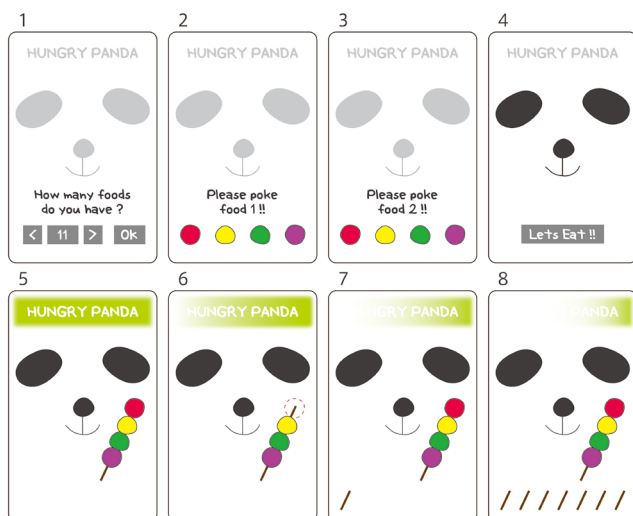 1
HUNGRY PANDA
How many foods
do you have ?
< 11 > Ok
2
HUNGRY PANDA
Please poke
food 1 !!
3
HUNGRY PANDA
Please poke
food 2 !!
4
HUNGRY PANDA
Lets Eat !!
5
HUNGRY PANDA
6
HUNGRY PANDA
7
PANDA
8